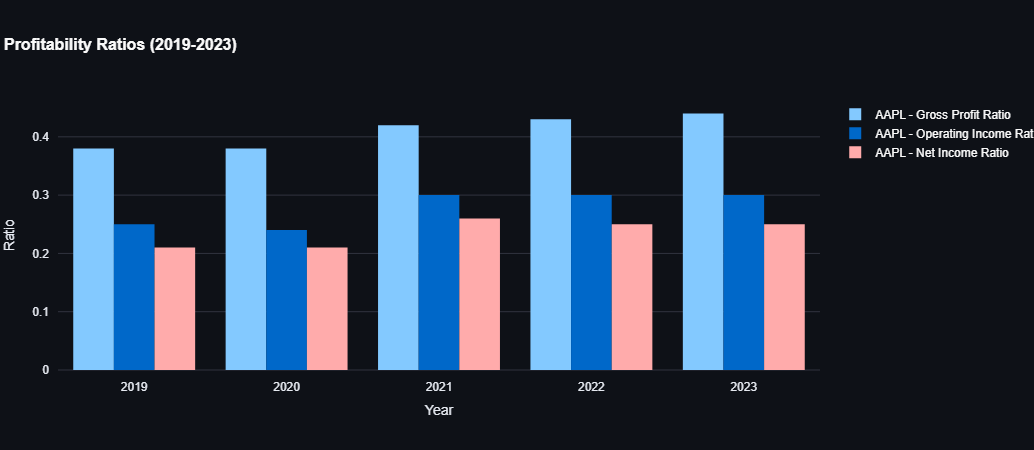 Profitability Ratios (2019-2023)
AAPL - Gross Profit Ratio
AAPL - Operating Income Rat
AAPL - Net Income Ratio
Ratio
0.4
0.3
0.2
0.1
0
2019 2020 2021 2022 2023
Year